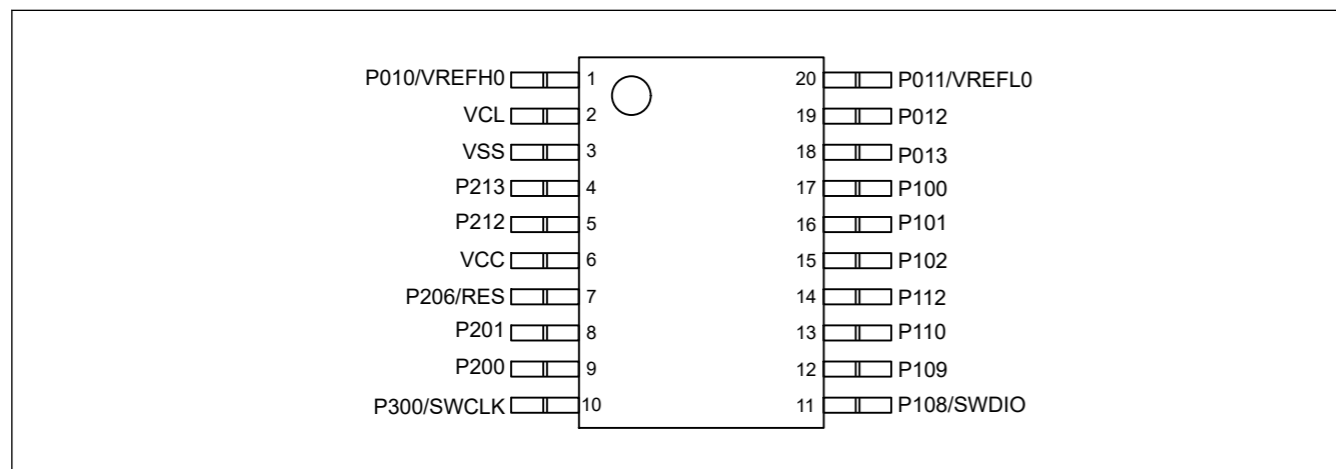 P010/VREFH0 1 20 P011/VREFL0
VCL 2 19 P012
VSS 3 18 P013
P213 4 17 P100
P212 5 16 P101
VCC 6 15 P102
P206/RES 7 14 P112
P201 8 13 P110
P200 9 12 P109
P300/SWCLK 10 11 P108/SWDIO